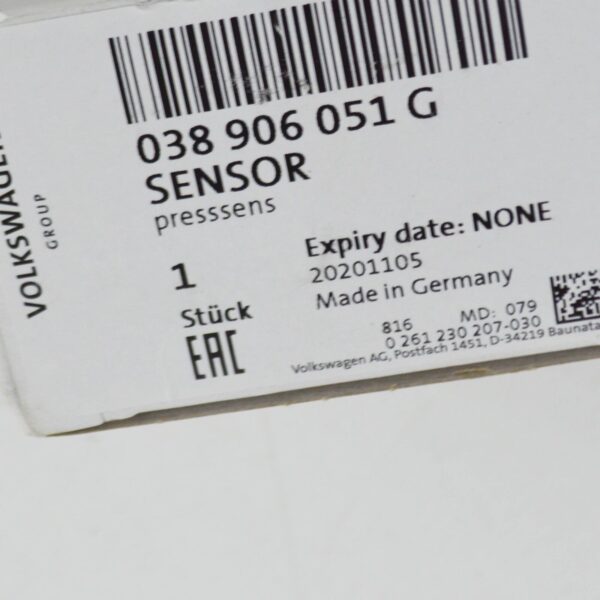 VOLKSWAGEN
GROUP
038 906 051 G
SENSOR
presssens
1
Stück
EAC
Expiry date: NONE
20201105
Made in Germany
816 MD: 079
0 261 230 207-030
Volkswagen AG, Postfach 1451, D-34219 Baunata